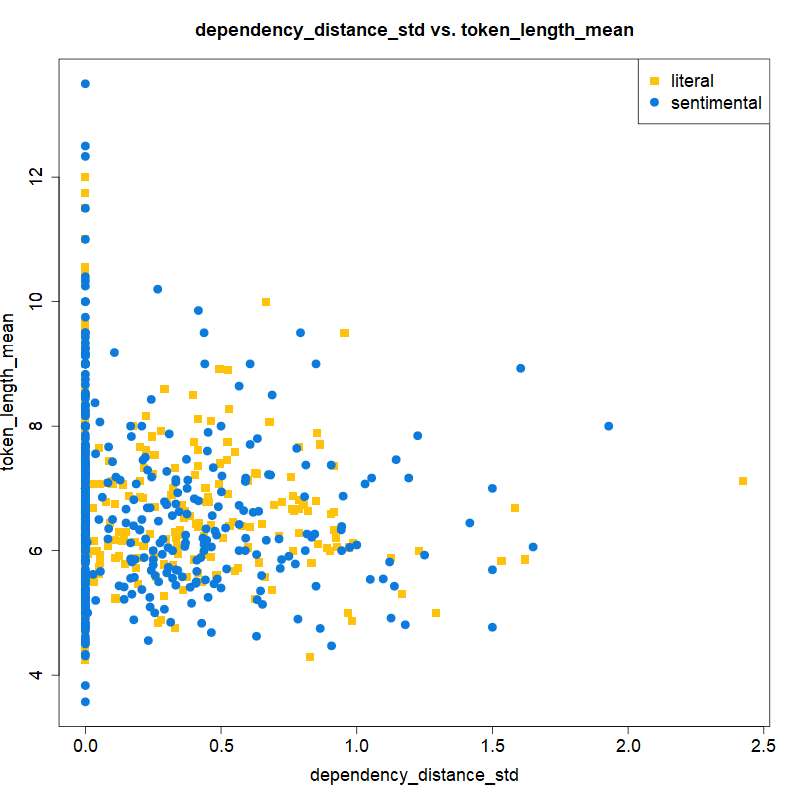 dependency_distance_std vs. token_length_mean
literal
sentimental
token_length_mean
12
10
8
6
4
0.0 0.5 1.0 1.5 2.0 2.5
dependency_distance_std